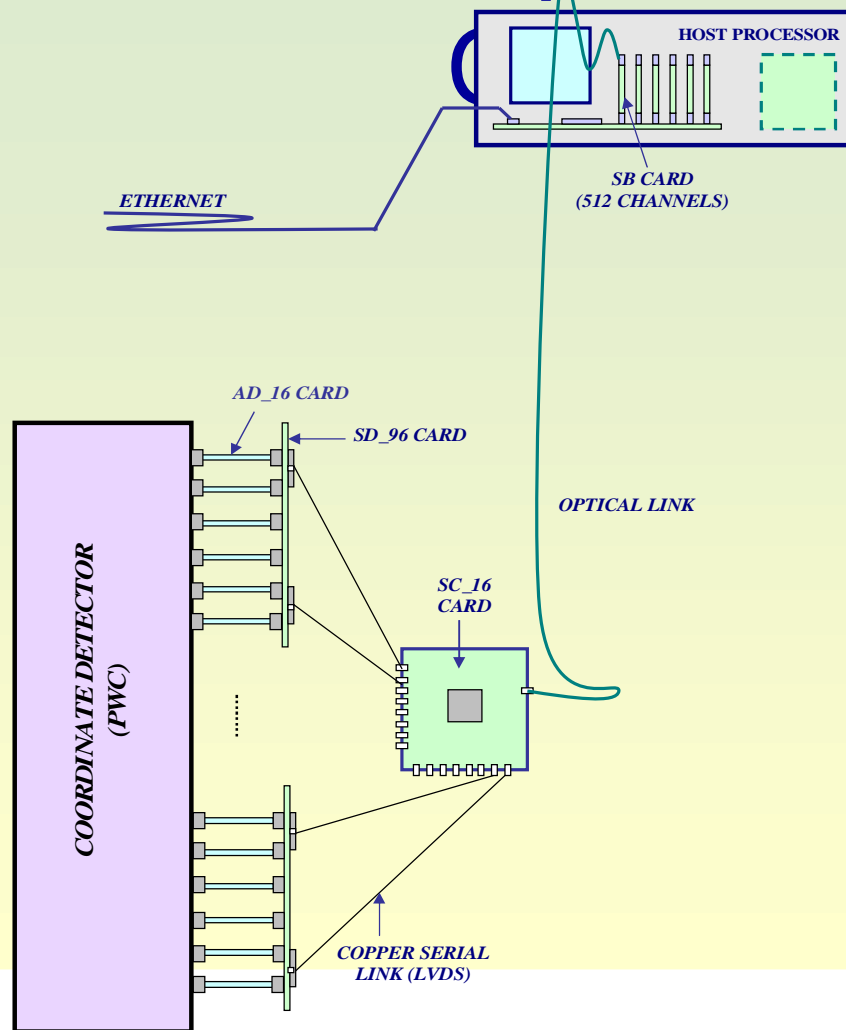 HOST PROCESSOR
SB CARD
(512 CHANNELS)
ETHERNET
AD_16 CARD
SD_96 CARD
OPTICAL LINK
SC_16
CARD
COORDINATE DETECTOR
(PWC)
COPPER SERIAL
LINK (LVDS)